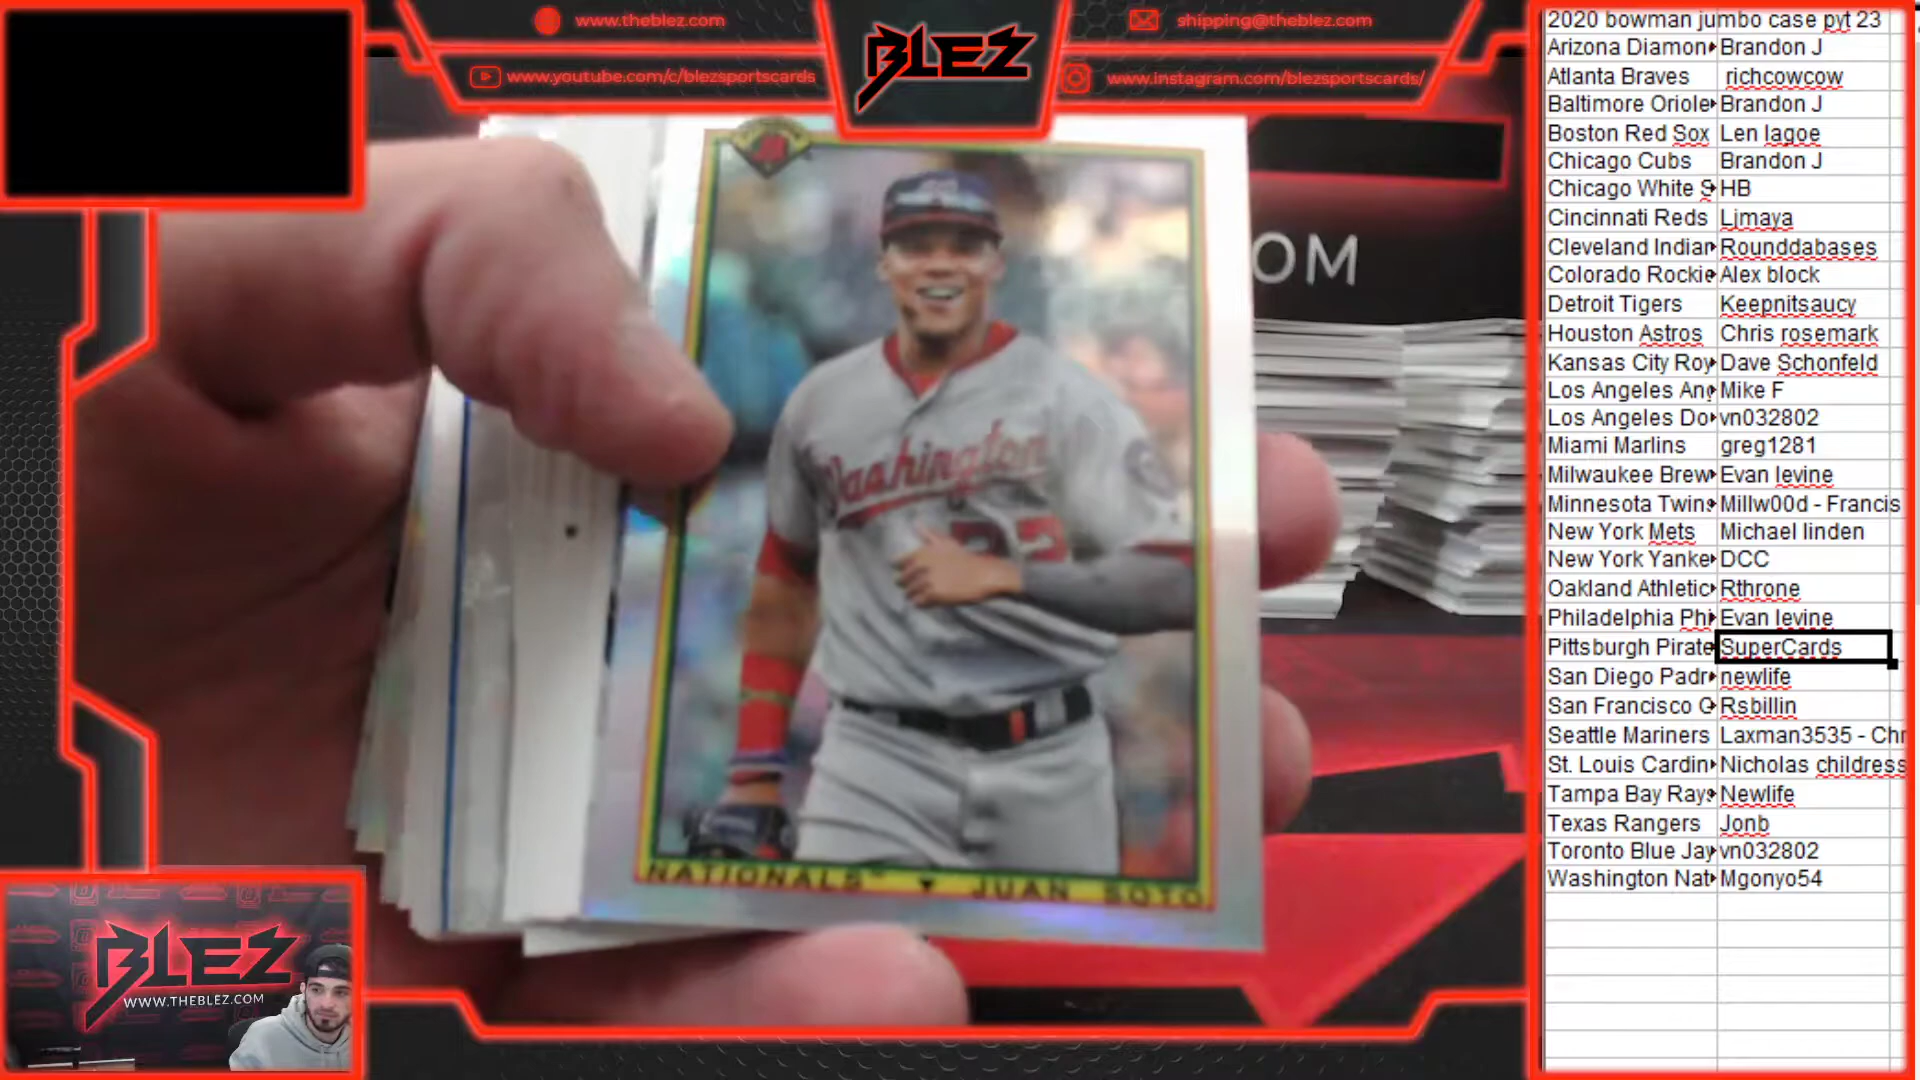 www.theblez.com
shipping@theblez.com
BLEZ
www.youtube.com/c/blezsportscards
www.instagram.com/blezsportscards/
OM
Washington
22
NATIONALS ▼ JUAN SOTO
BLEZ
WWW.THEBLEZ.COM
2020 bowman jumbo case pyt 23
Arizona Diamon Brandon J
Atlanta Braves richcowcow
Baltimore Oriole Brandon J
Boston Red Sox Len lagoe
Chicago Cubs Brandon J
Chicago White S HB
Cincinnati Reds Ljmaya
Cleveland Indian Rounddabases
Colorado Rockie Alex block
Detroit Tigers Keepnitsaucy
Houston Astros Chris rosemark
Kansas City Roy Dave Schonfeld
Los Angeles Ang Mike F
Los Angeles Do vn032802
Miami Marlins greg1281
Milwaukee Brew Evan levine
Minnesota Twins Millw00d - Francis
New York Mets Michael linden
New York Yanke DCC
Oakland Athletic Rthrone
Philadelphia Phi Evan levine
Pittsburgh Pirate SuperCards
San Diego Padr newlife
San Francisco G Rsbillin
Seattle Mariners Laxman3535 - Chr
St. Louis Cardin Nicholas childress
Tampa Bay Rays Newlife
Texas Rangers Jonb
Toronto Blue Jay vn032802
Washington Nat Mgonyo54